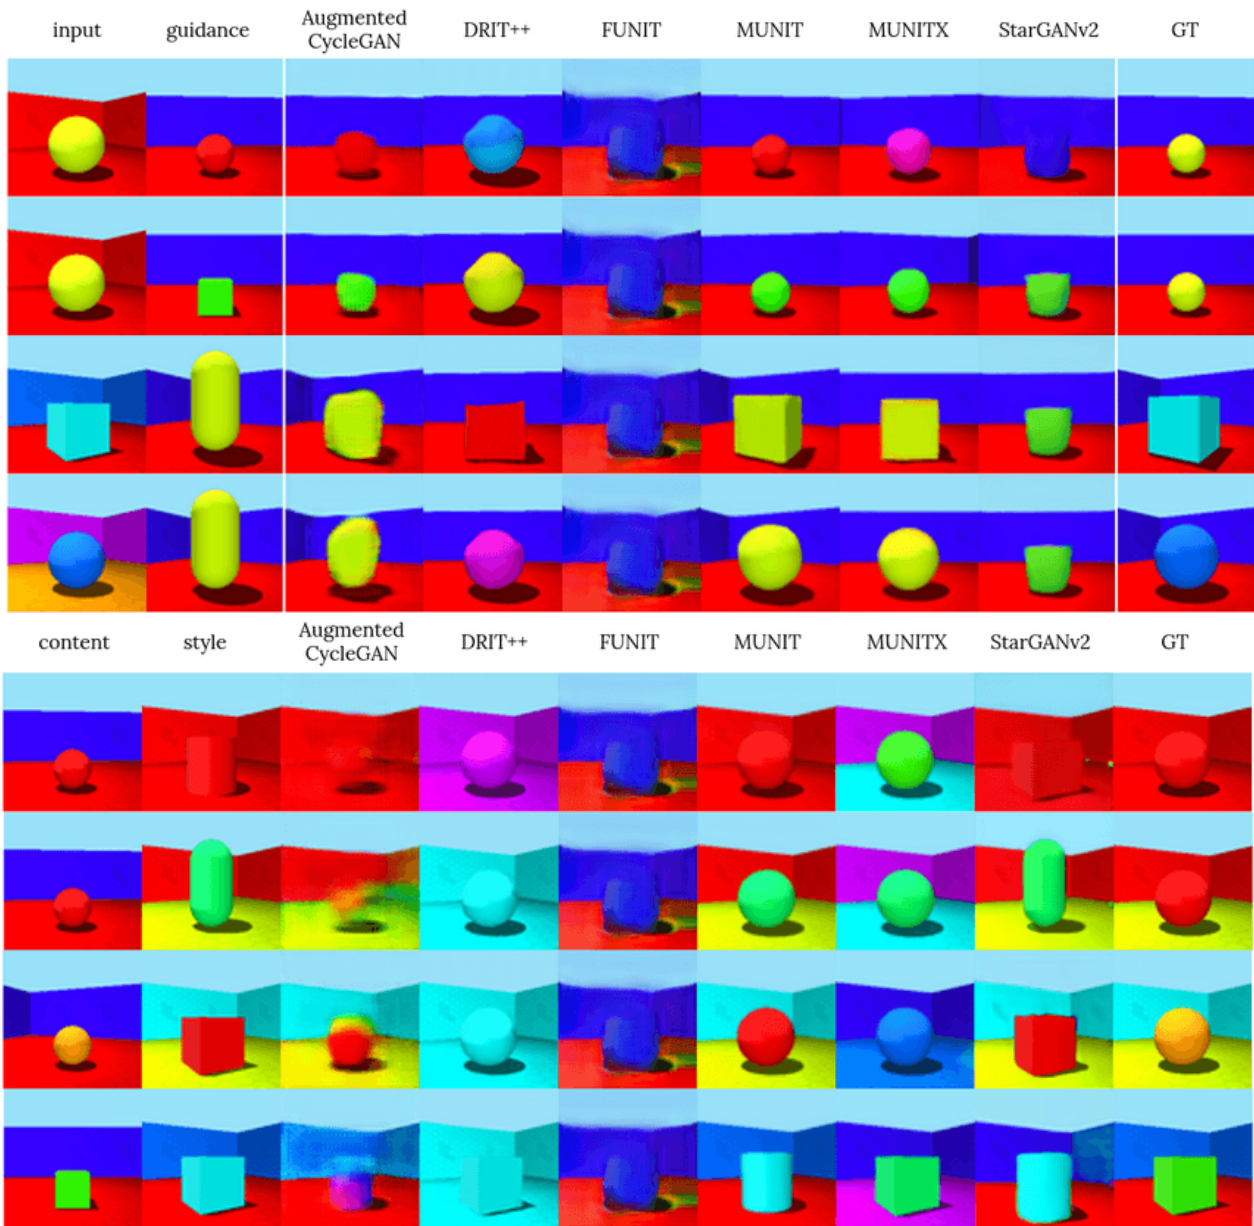 input guidance Augmented CycleGAN DRIT++ FUNIT MUNIT MUNITX StarGANv2 GT
content style Augmented CycleGAN DRIT++ FUNIT MUNIT MUNITX StarGANv2 GT